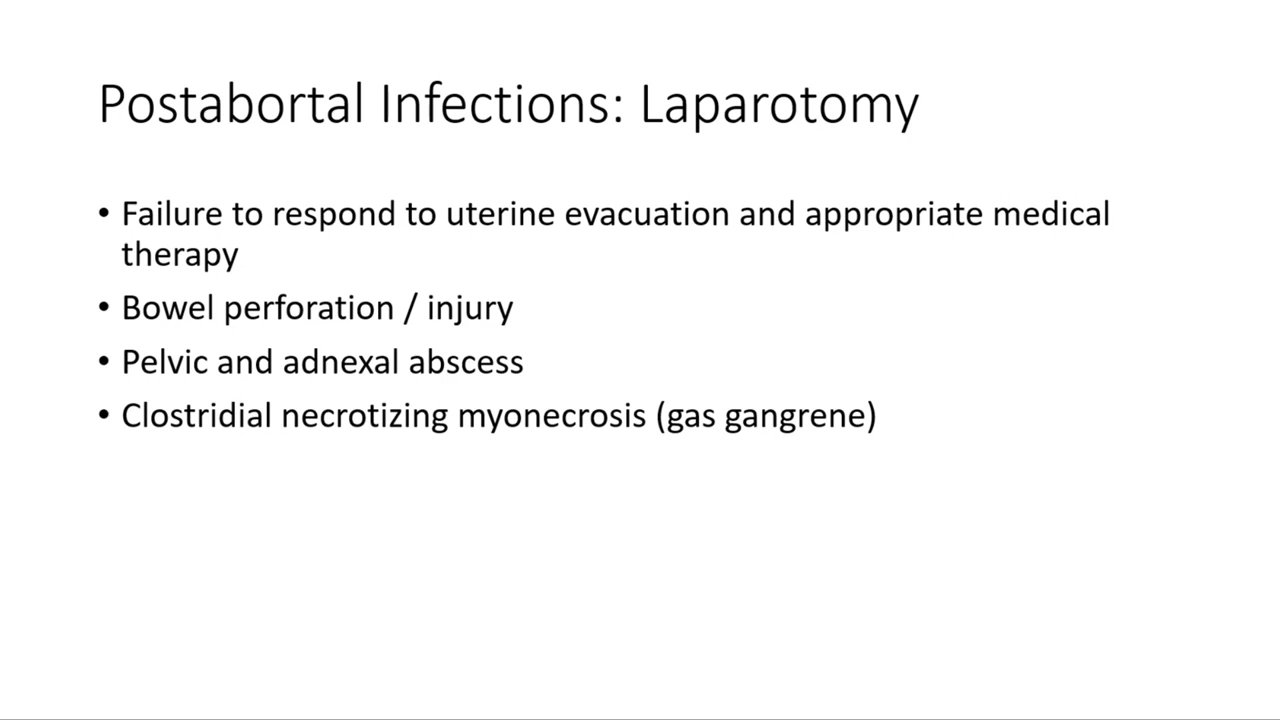 Postabortal Infections: Laparotomy
• Failure to respond to uterine evacuation and appropriate medical
therapy
• Bowel perforation / injury
• Pelvic and adnexal abscess
• Clostridial necrotizing myonecrosis (gas gangrene)